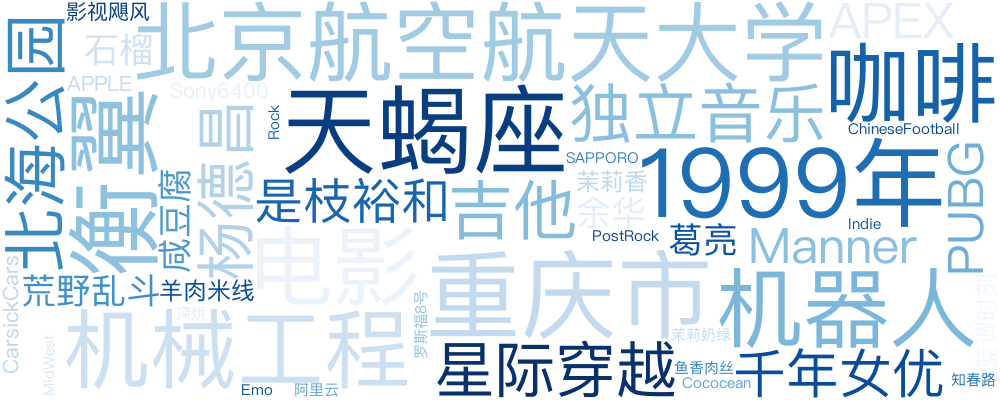 影视飓风
北京航空航天大学
APEX
石榴
北海公园
APPLE
Sony6400
咖啡
天蝎座
独立音乐
衡翼
昌
Rock
ChineseFootball
1999年
SAPPORO
PUBG
杨德
咸豆腐
是枝裕和
吉他
茉莉香
余华
Indie
PostRock
葛亮
Manner
电影
重庆市
机器人
CarsickCars
荒野乱斗
羊肉米线
深烘
机械工程
罗斯福8号
茉莉奶绿
蓝调时刻
MidWest
星际穿越
鱼香肉丝
Cococean
千年女优
知春路
Emo
阿里云